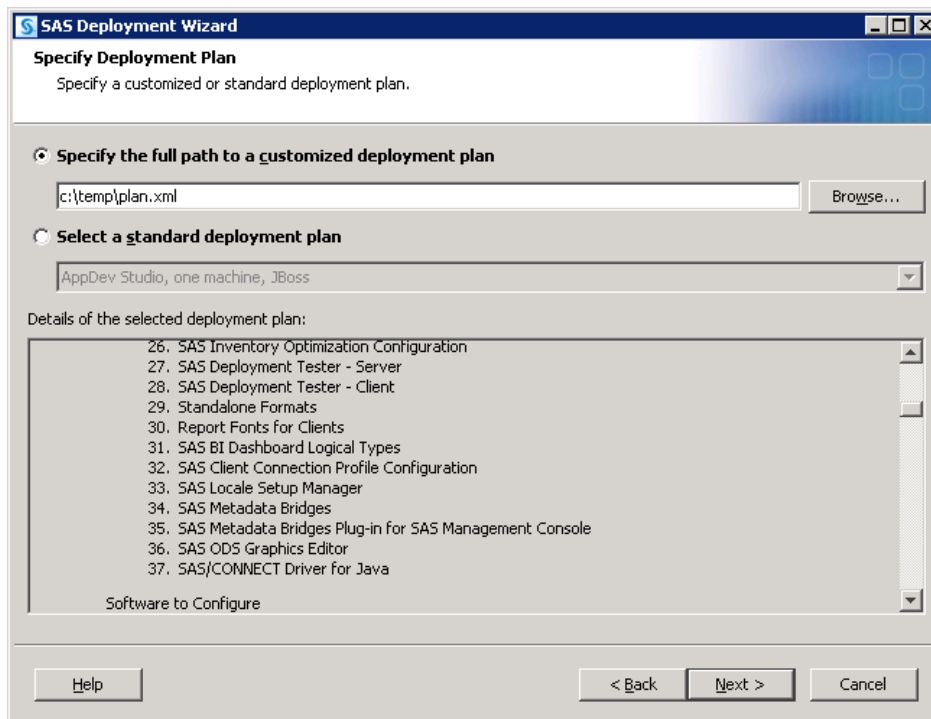 SAS Deployment Wizard
Specify Deployment Plan
Specify a customized or standard deployment plan.
Specify the full path to a customized deployment plan
c:\temp\plan.xml
Browse...
Select a standard deployment plan
AppDev Studio, one machine, JBoss
Details of the selected deployment plan:
26. SAS Inventory Optimization Configuration
27. SAS Deployment Tester - Server
28. SAS Deployment Tester - Client
29. Standalone Formats
30. Report Fonts for Clients
31. SAS BI Dashboard Logical Types
32. SAS Client Connection Profile Configuration
33. SAS Locale Setup Manager
34. SAS Metadata Bridges
35. SAS Metadata Bridges Plug-in for SAS Management Console
36. SAS ODS Graphics Editor
37. SAS/CONNECT Driver for Java
Software to Configure
Help
< Back
Next >
Cancel